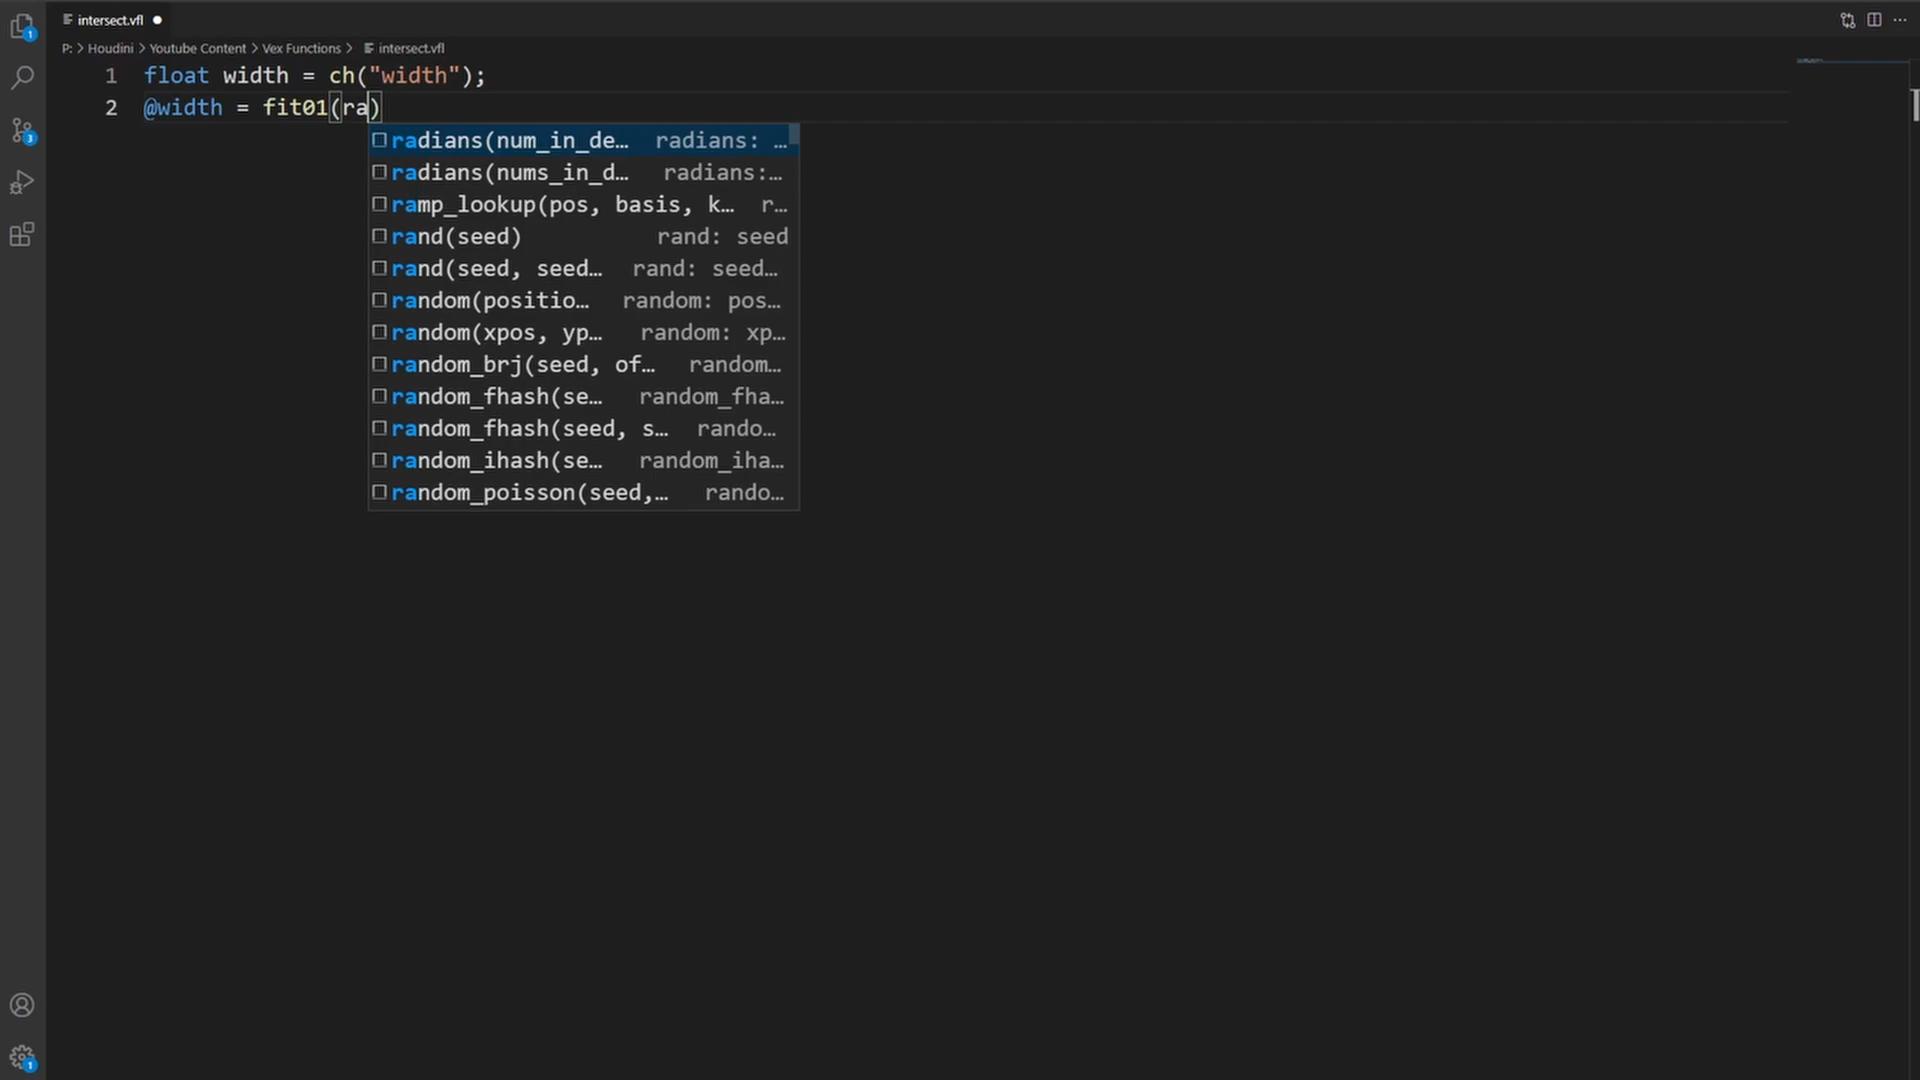 intersect.vfl
P: > Houdini > Youtube Content > Vex Functions > intersect.vfl
1 float width = ch("width");
2 @width = fit01(ra)
radians(num_in_de… radians: …
radians(nums_in_d… radians:…
ramp_lookup(pos, basis, k… r…
rand(seed) rand: seed
rand(seed, seed… rand: seed…
random(positio… random: pos…
random(xpos, yp… random: xp…
random_brj(seed, of… random…
random_fhash(se… random_fha…
random_fhash(seed, s… rando…
random_ihash(se… random_iha…
random_poisson(seed,… rando…
1
3
1